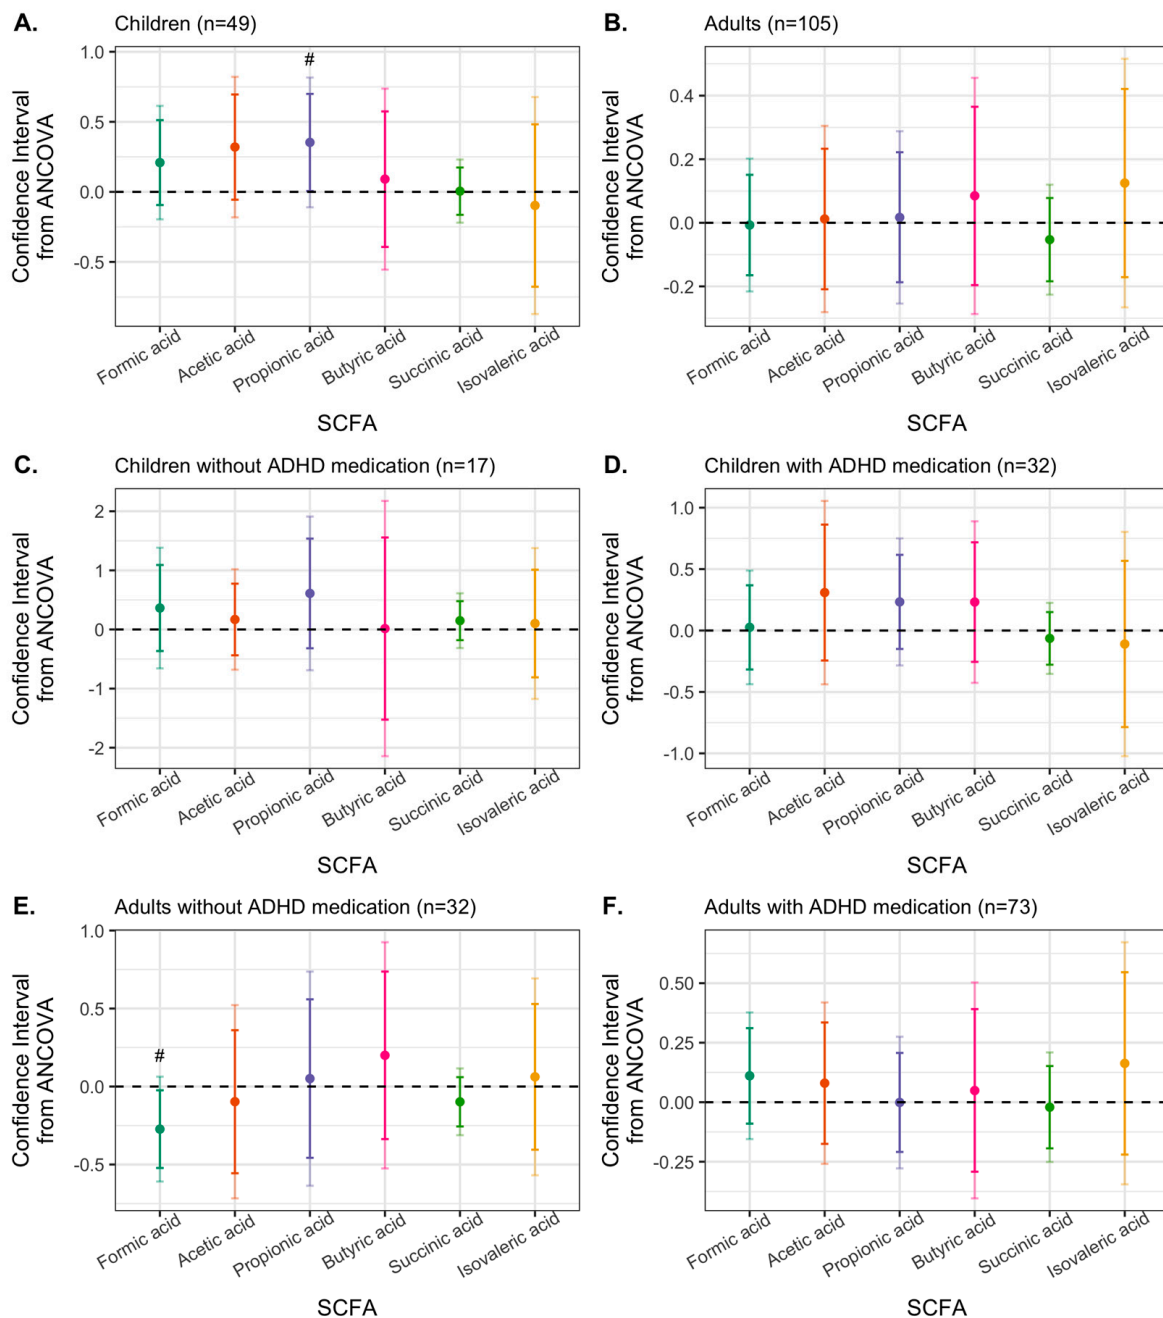 A. Children (n=49)
Confidence Interval
from ANCOVA
1.0
0.5
0.0
-0.5
#
Formic acid
Acetic acid
Propionic acid
Butyric acid
Succinic acid
Isovaleric acid
SCFA
B. Adults (n=105)
Confidence Interval
from ANCOVA
0.4
0.2
0.0
-0.2
Formic acid
Acetic acid
Propionic acid
Butyric acid
Succinic acid
Isovaleric acid
SCFA
C. Children without ADHD medication (n=17)
Confidence Interval
from ANCOVA
2
1
0
-1
-2
Formic acid
Acetic acid
Propionic acid
Butyric acid
Succinic acid
Isovaleric acid
SCFA
D. Children with ADHD medication (n=32)
Confidence Interval
from ANCOVA
1.0
0.5
0.0
-0.5
-1.0
Formic acid
Acetic acid
Propionic acid
Butyric acid
Succinic acid
Isovaleric acid
SCFA
E. Adults without ADHD medication (n=32)
Confidence Interval
from ANCOVA
1.0
0.5
0.0
-0.5
#
Formic acid
Acetic acid
Propionic acid
Butyric acid
Succinic acid
Isovaleric acid
SCFA
F. Adults with ADHD medication (n=73)
Confidence Interval
from ANCOVA
0.50
0.25
0.00
-0.25
Formic acid
Acetic acid
Propionic acid
Butyric acid
Succinic acid
Isovaleric acid
SCFA